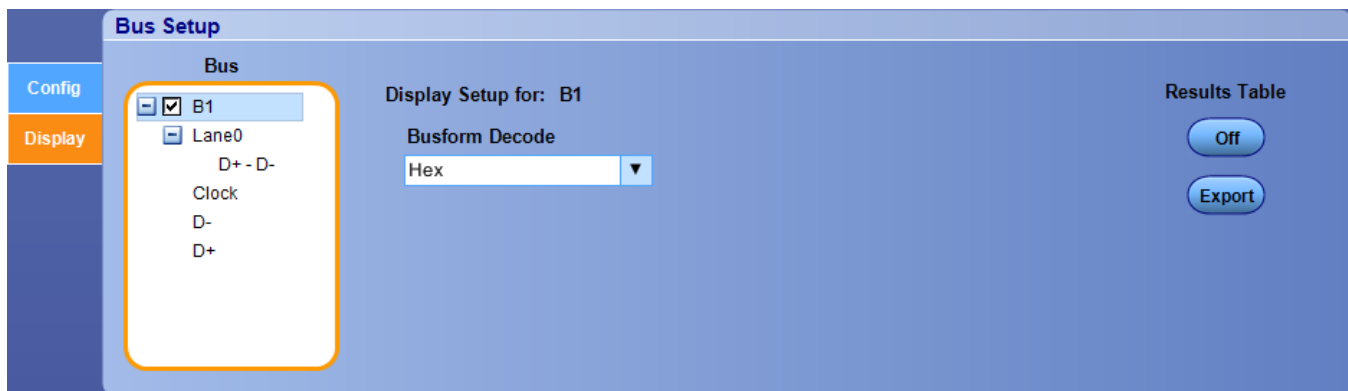 Bus Setup
Config
Display
Bus
B1
Lane0
D+ - D-
Clock
D-
D+
Display Setup for: B1
Busform Decode
Hex
Results Table
Off
Export